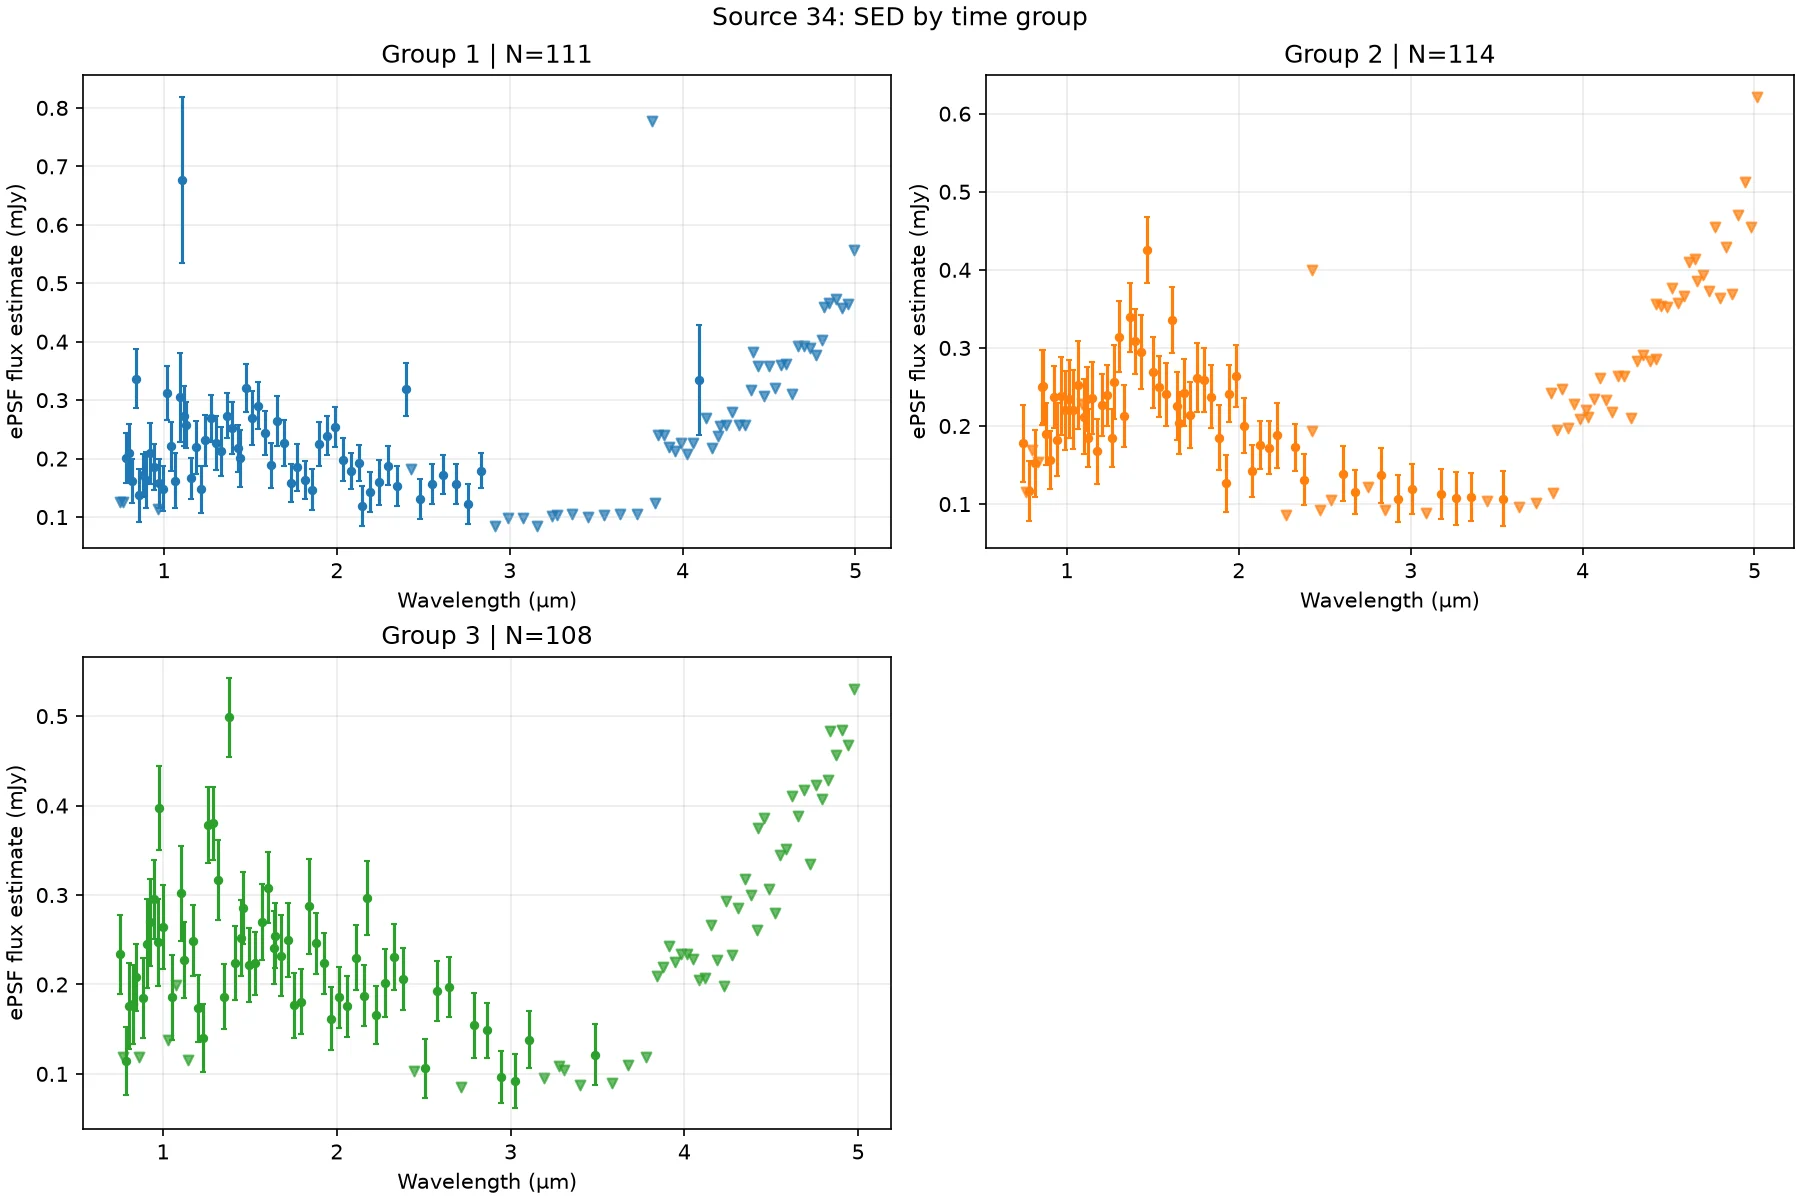 Source 34: SED by time group
Group 1 | N=111
ePSF flux estimate (mJy)
0.8
0.7
0.6
0.5
0.4
0.3
0.2
0.1
1 2 3 4 5
Wavelength (μm)
Group 2 | N=114
ePSF flux estimate (mJy)
0.6
0.5
0.4
0.3
0.2
0.1
1 2 3 4 5
Wavelength (μm)
Group 3 | N=108
ePSF flux estimate (mJy)
0.5
0.4
0.3
0.2
0.1
1 2 3 4 5
Wavelength (μm)